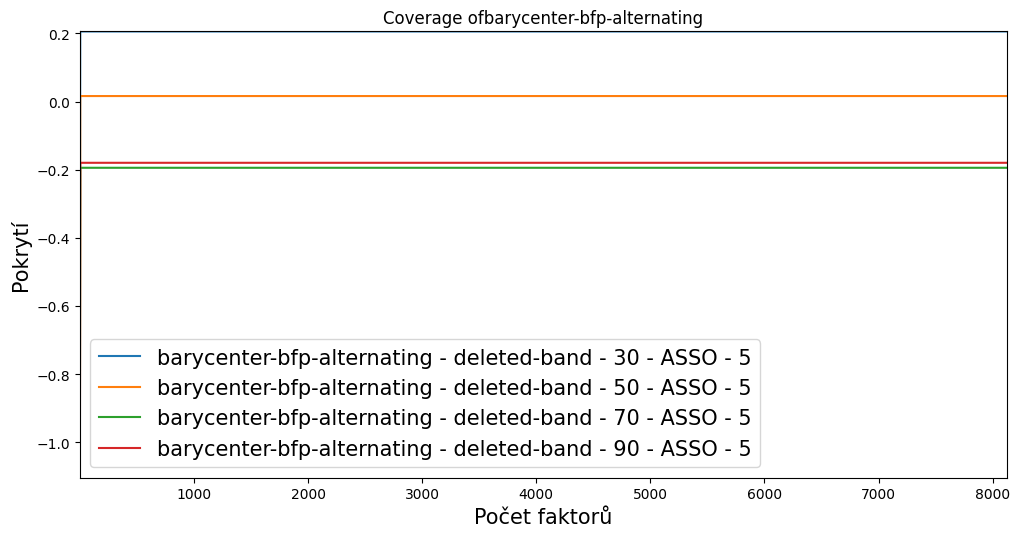 Coverage ofbarycenter-bfp-alternating
0.2
0.0
−0.2
−0.4
−0.6
−0.8
−1.0
Pokrytí
barycenter-bfp-alternating - deleted-band - 30 - ASSO - 5
barycenter-bfp-alternating - deleted-band - 50 - ASSO - 5
barycenter-bfp-alternating - deleted-band - 70 - ASSO - 5
barycenter-bfp-alternating - deleted-band - 90 - ASSO - 5
1000 2000 3000 4000 5000 6000 7000 8000
Počet faktorů